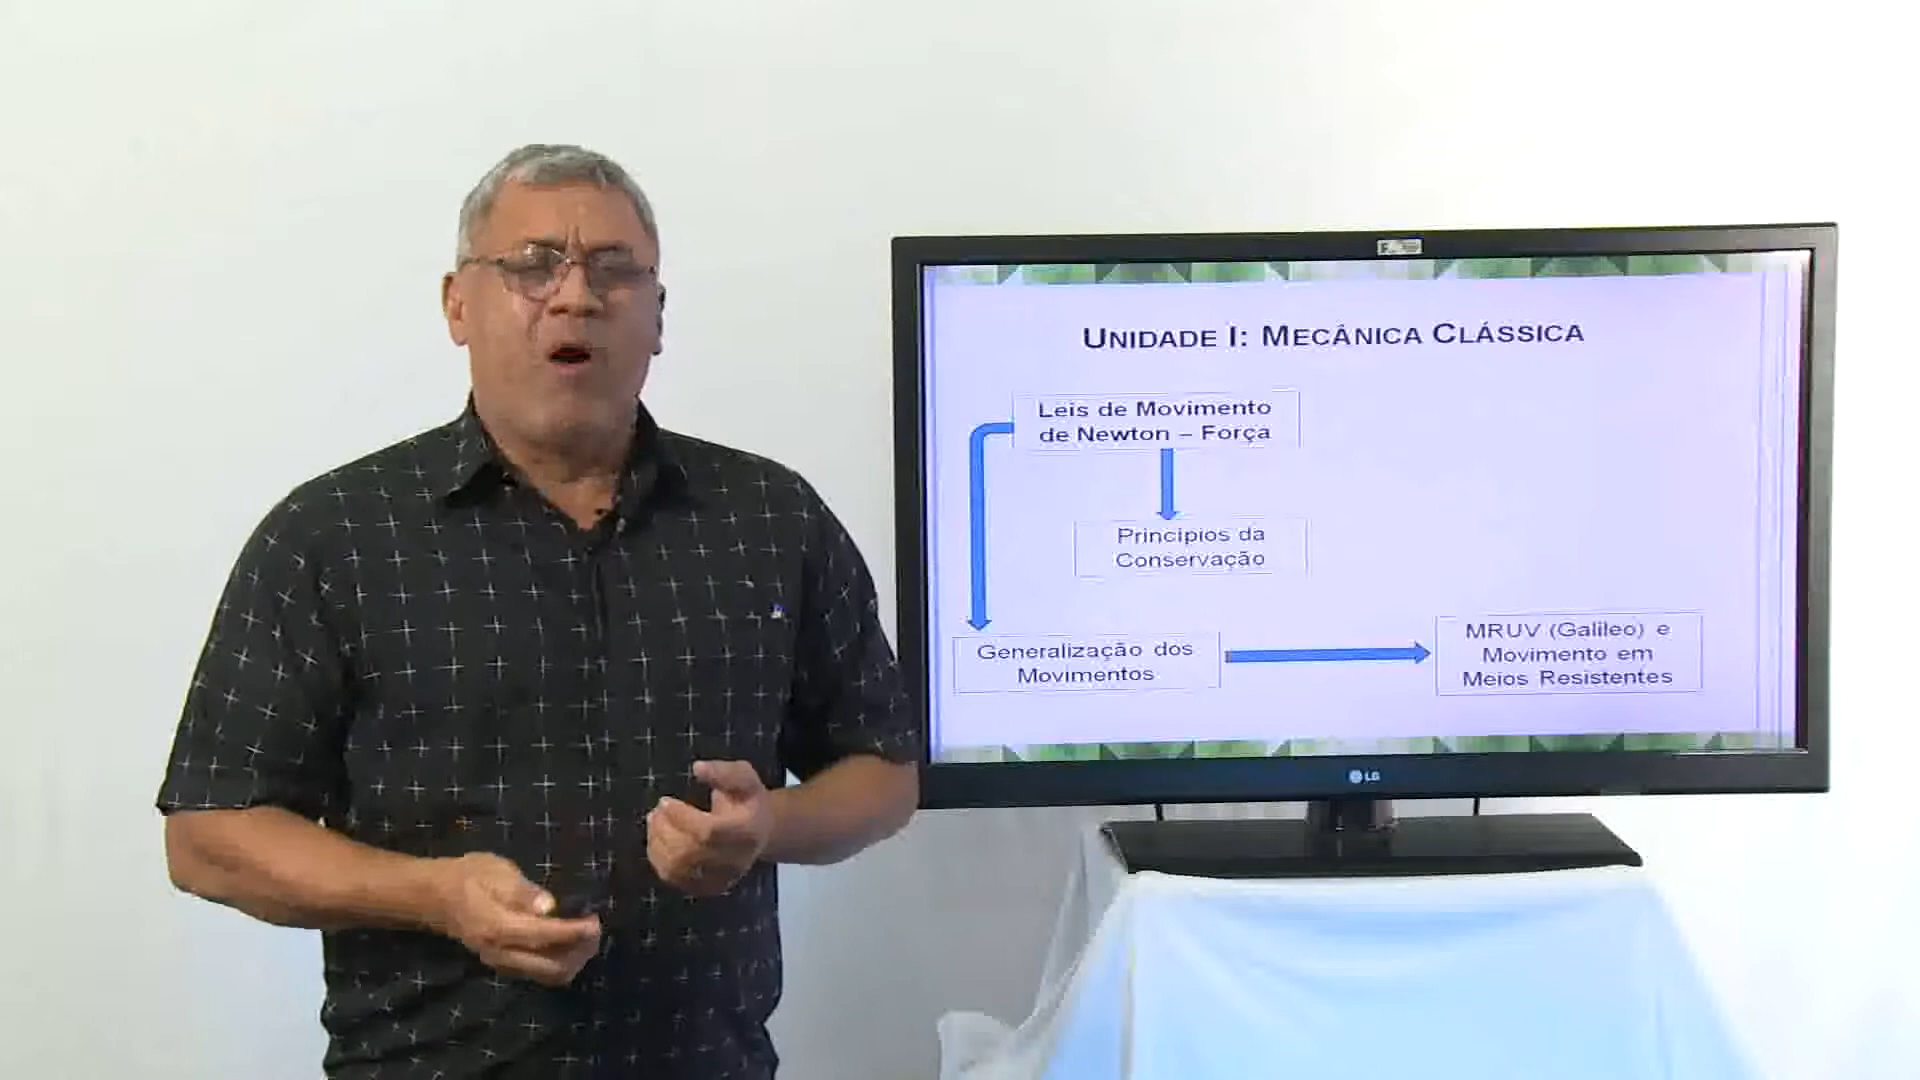 UNIDADE I: MECÂNICA CLÁSSICA
Leis de Movimento
de Newton – Força
Princípios da
Conservação
Generalização dos
Movimentos
MRUV (Galileo) e
Movimento em
Meios Resistentes
LG